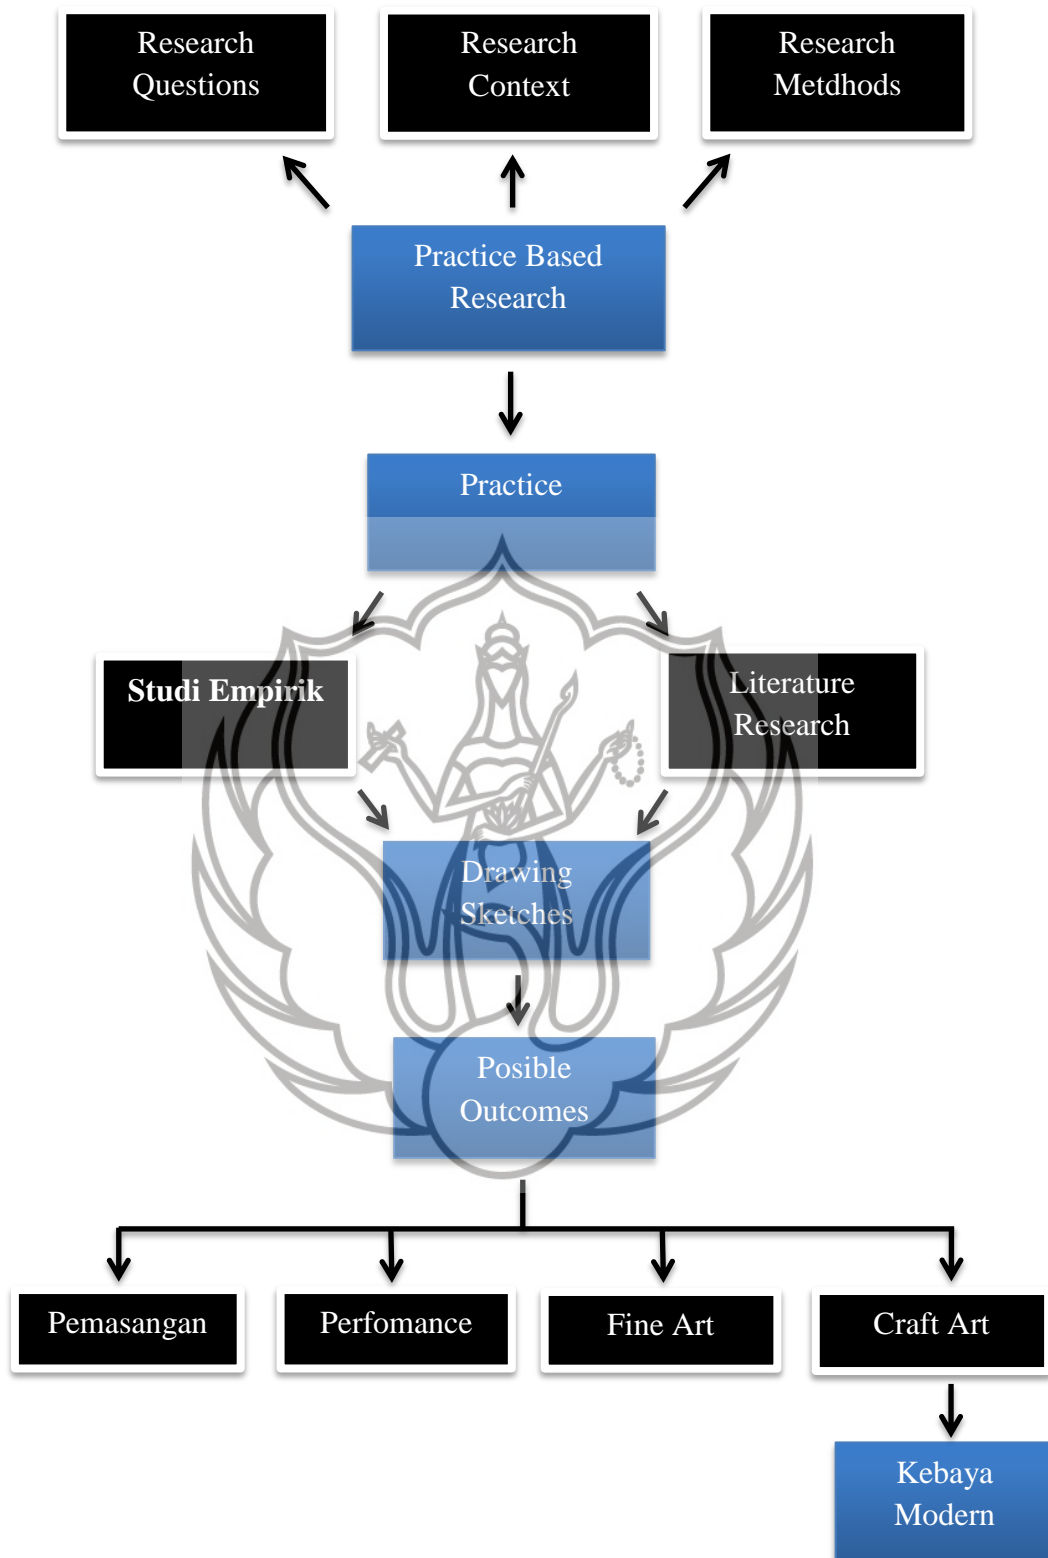 Research
Questions
Research
Context
Research
Metdhods
Practice Based
Research
Practice
Studi Empirik
Literature
Research
Drawing
Sketches
Posible
Outcomes
Pemasangan
Perfomance
Fine Art
Craft Art
Kebaya
Modern